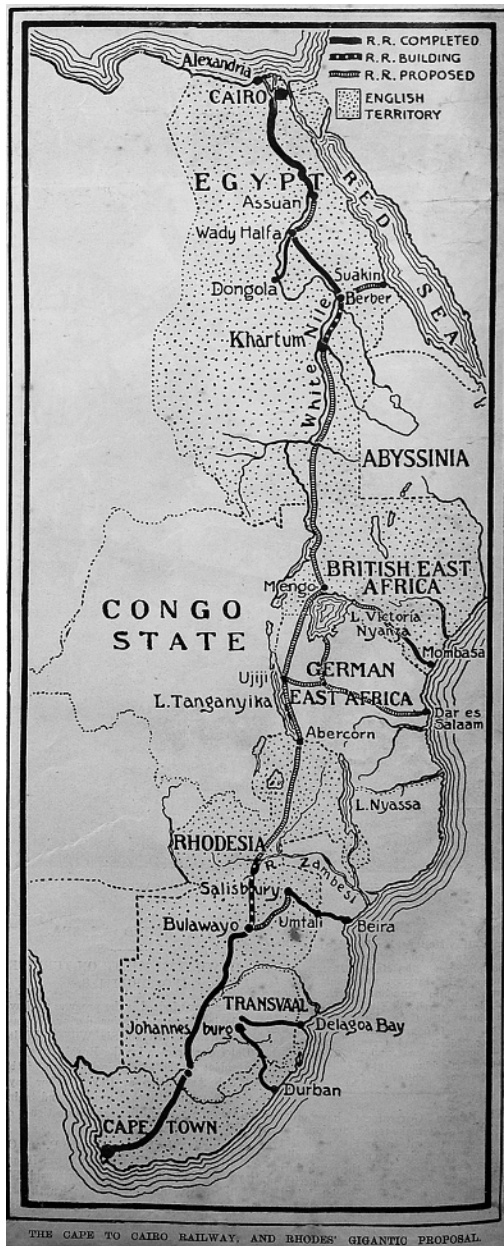 R.R. COMPLETED
R.R. BUILDING
R.R. PROPOSED
ENGLISH
TERRITORY
Alexandria
CAIRO
RED SEA
EGYPT
Assuan
Wady Halfa
Suakin
Dongola
Berber
Khartum
White Nile
ABYSSINIA
Mengo
BRITISH EAST
AFRICA
CONGO
STATE
L. Victoria
Nyanza
Mombasa
Ujiji
GERMAN
EAST AFRICA
L. Tanganyika
Dar es
Salaam
Abercorn
L. Nyassa
RHODESIA
R. Zambesi
Salisbury
Bulawayo
Umtali
Beira
TRANSVAAL
Johannesburg
Delagoa Bay
Durban
CAPE TOWN
THE CAPE TO CAIRO RAILWAY, AND RHODES' GIGANTIC PROPOSAL.